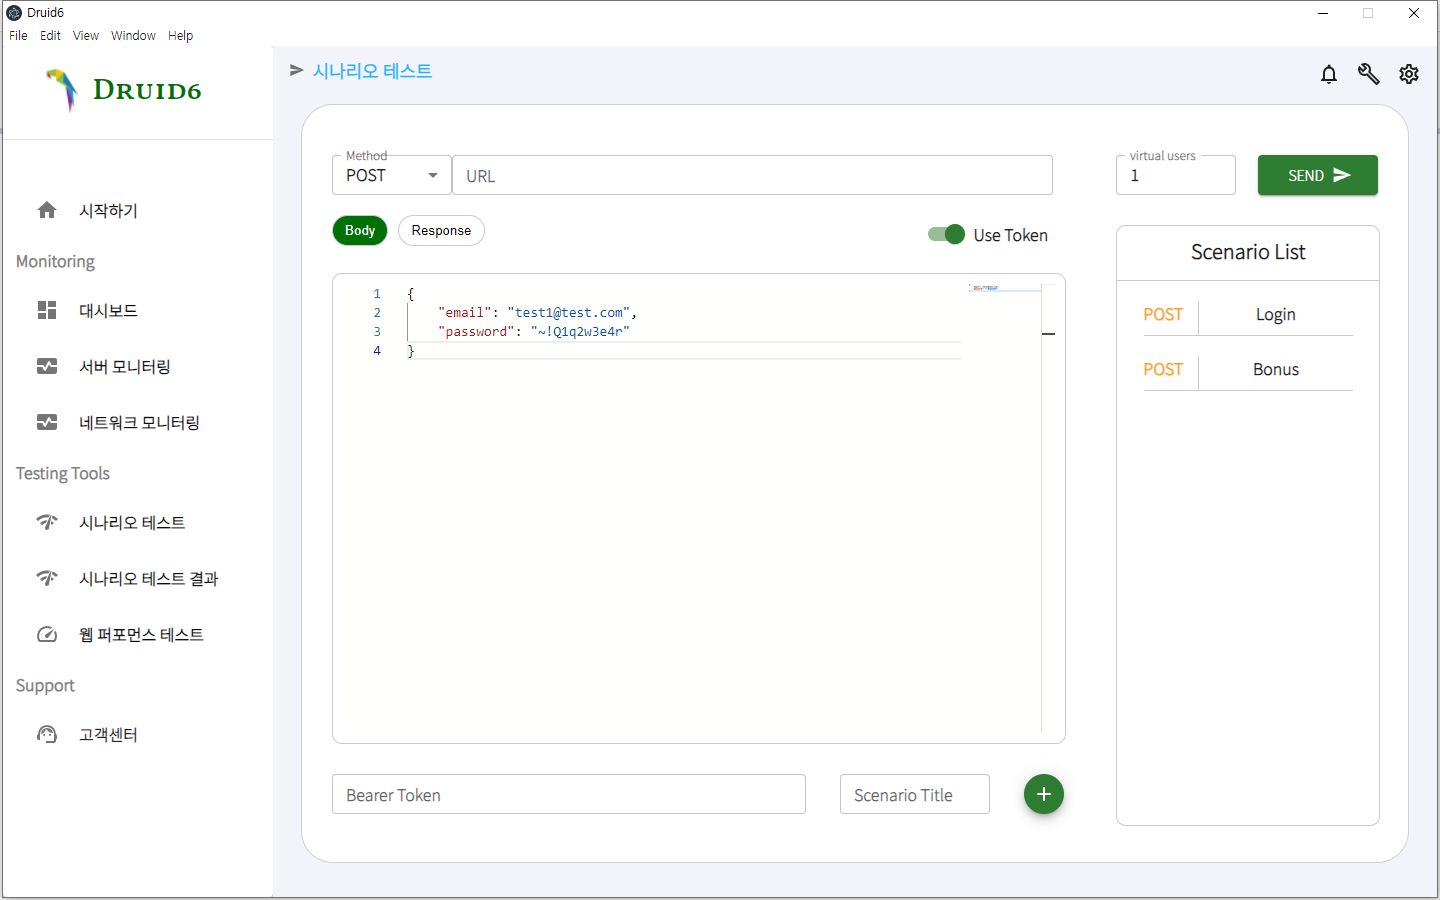 Druid6
File Edit View Window Help
DRUID6
시작하기
Monitoring
대시보드
서버 모니터링
네트워크 모니터링
Testing Tools
시나리오 테스트
시나리오 테스트 결과
웹 퍼포먼스 테스트
Support
고객센터
시나리오 테스트
Method
POST
URL
virtual users
1
SEND
Body
Response
Use Token
1 {
2 "email": "test1@test.com",
3 "password": "~!Q1q2w3e4r"
4 }
Bearer Token
Scenario Title
Scenario List
POST Login
POST Bonus